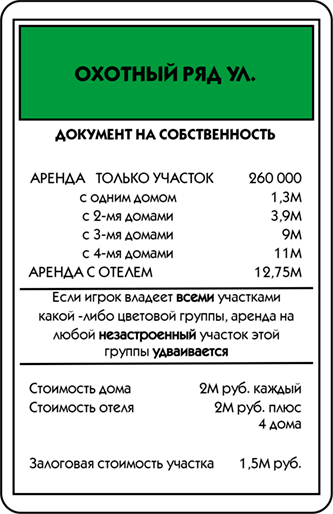 ОХОТНЫЙ РЯД УЛ.
ДОКУМЕНТ НА СОБСТВЕННОСТЬ
АРЕНДА ТОЛЬКО УЧАСТОК 260 000
с одним домом 1,3М
с 2-мя домами 3,9М
с 3-мя домами 9М
с 4-мя домами 11М
АРЕНДА С ОТЕЛЕМ 12,75М
Если игрок владеет всеми участками
какой -либо цветовой группы, аренда на
любой незастроенный участок этой
группы удваивается
Стоимость дома 2М руб. каждый
Стоимость отеля 2М руб. плюс
4 дома
Залоговая стоимость участка 1,5М руб.